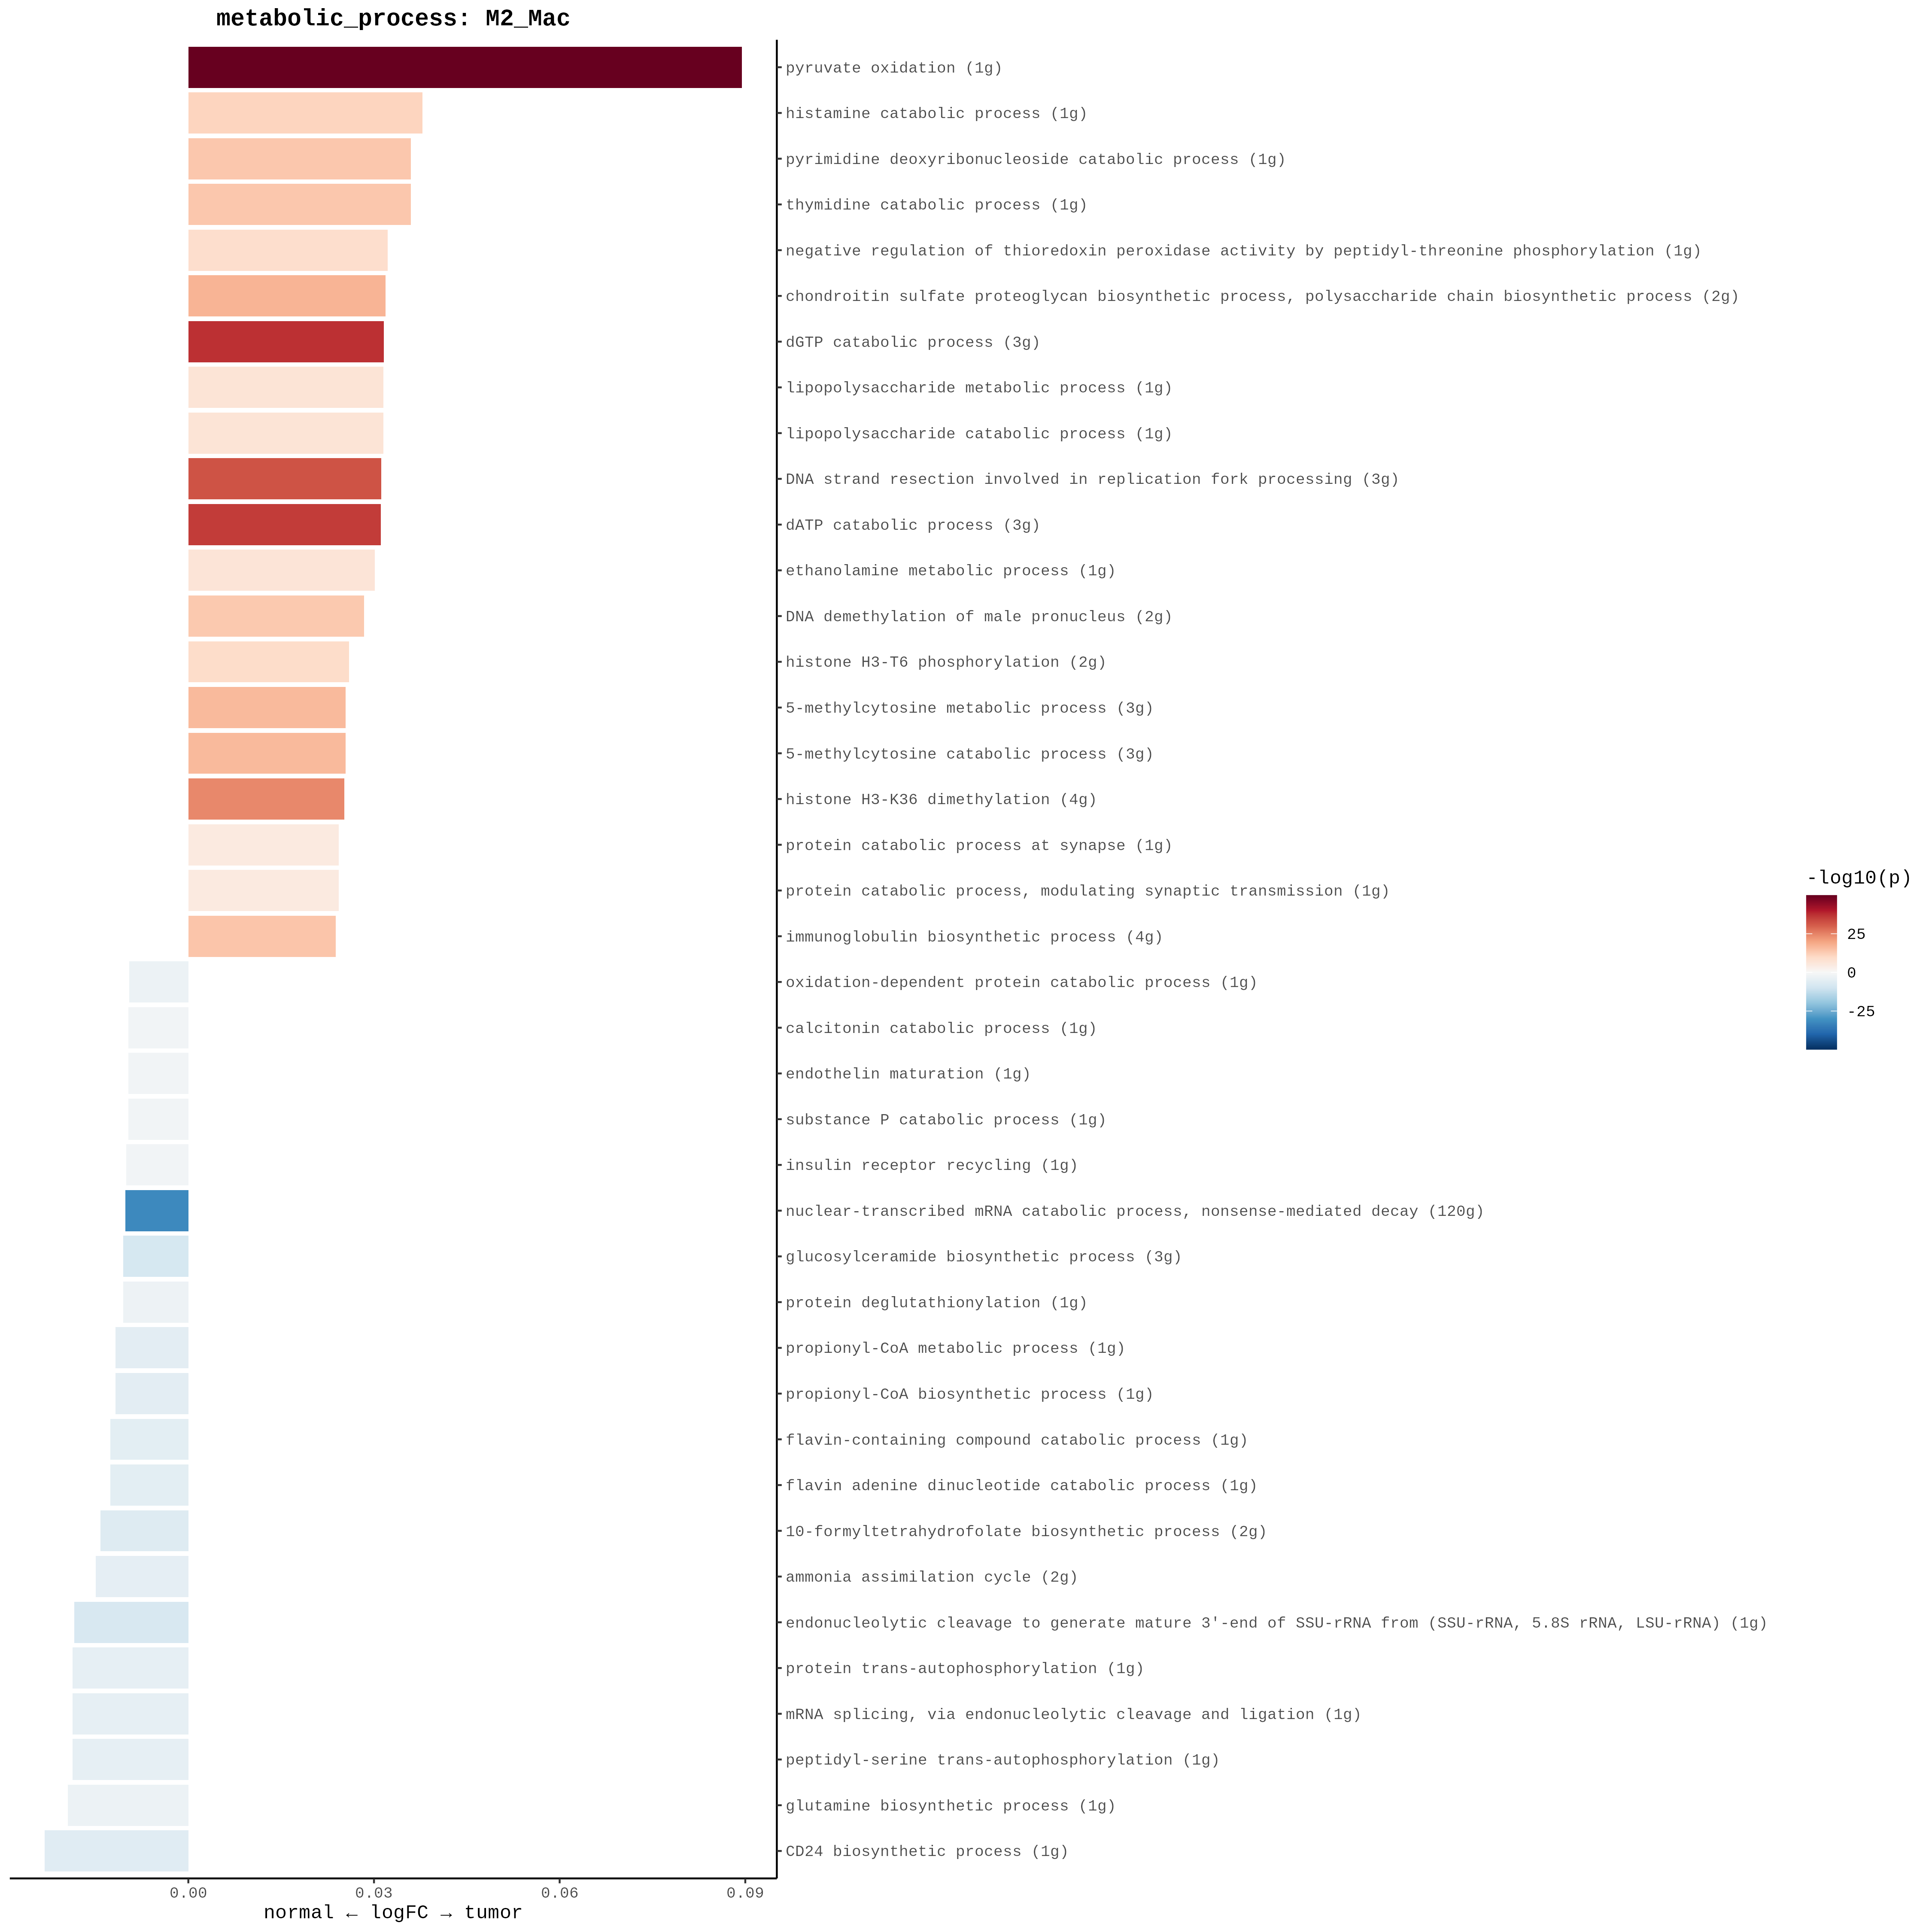 metabolic_process: M2_Mac
pyruvate oxidation (1g)
histamine catabolic process (1g)
pyrimidine deoxyribonucleoside catabolic process (1g)
thymidine catabolic process (1g)
negative regulation of thioredoxin peroxidase activity by peptidyl-threonine phosphorylation (1g)
chondroitin sulfate proteoglycan biosynthetic process, polysaccharide chain biosynthetic process (2g)
dGTP catabolic process (3g)
lipopolysaccharide metabolic process (1g)
lipopolysaccharide catabolic process (1g)
DNA strand resection involved in replication fork processing (3g)
dATP catabolic process (3g)
ethanolamine metabolic process (1g)
DNA demethylation of male pronucleus (2g)
histone H3-T6 phosphorylation (2g)
5-methylcytosine metabolic process (3g)
5-methylcytosine catabolic process (3g)
histone H3-K36 dimethylation (4g)
protein catabolic process at synapse (1g)
protein catabolic process, modulating synaptic transmission (1g)
immunoglobulin biosynthetic process (4g)
oxidation-dependent protein catabolic process (1g)
calcitonin catabolic process (1g)
endothelin maturation (1g)
substance P catabolic process (1g)
insulin receptor recycling (1g)
nuclear-transcribed mRNA catabolic process, nonsense-mediated decay (120g)
glucosylceramide biosynthetic process (3g)
protein deglutathionylation (1g)
propionyl-CoA metabolic process (1g)
propionyl-CoA biosynthetic process (1g)
flavin-containing compound catabolic process (1g)
flavin adenine dinucleotide catabolic process (1g)
10-formyltetrahydrofolate biosynthetic process (2g)
ammonia assimilation cycle (2g)
endonucleolytic cleavage to generate mature 3'-end of SSU-rRNA from (SSU-rRNA, 5.8S rRNA, LSU-rRNA) (1g)
protein trans-autophosphorylation (1g)
mRNA splicing, via endonucleolytic cleavage and ligation (1g)
peptidyl-serine trans-autophosphorylation (1g)
glutamine biosynthetic process (1g)
CD24 biosynthetic process (1g)
0.00 0.03 0.06 0.09
normal ← logFC → tumor
-log10(p)
25
0
-25